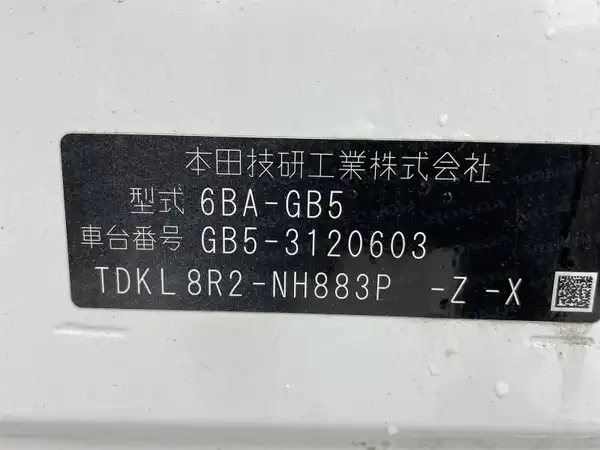 本田技研工業株式会社
型式 6BA-GB5
車台番号 GB5-3120603
TDKL8R2-NH883P -Z -X